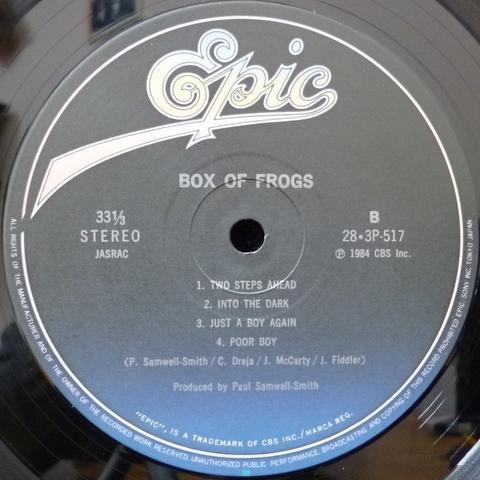 Epic
BOX OF FROGS
33⅓
STEREO
JASRAC
B
28•3P-517
℗ 1984 CBS Inc.
1. TWO STEPS AHEAD
2. INTO THE DARK
3. JUST A BOY AGAIN
4. POOR BOY
(P. Samwell-Smith / C. Dreja / J. McCarty / J. Fiddler)
Produced by Paul Samwell-Smith
"EPIC", IS A TRADEMARK OF CBS INC./MARCA REG.
ALL RIGHTS OF THE MANUFACTURER AND OF THE OWNER OF THE RECORDED WORK RESERVED. UNAUTHORIZED PUBLIC PERFORMANCE, BROADCASTING AND COPYING OF THIS RECORD PROHIBITED EPIC/SONY INC. TOKYO JAPAN